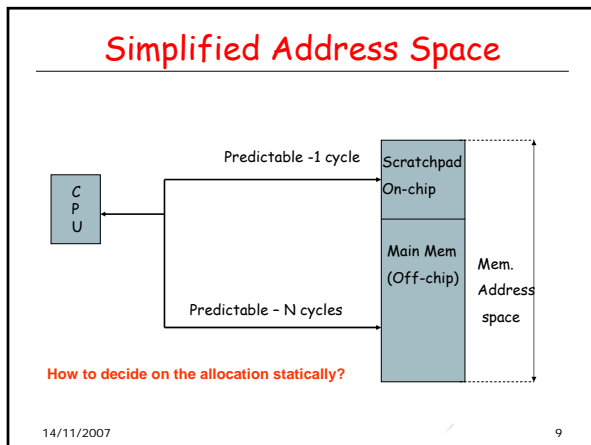 Simplified Address Space
Predictable -1 cycle
Scratchpad
On-chip
C
P
U
Main Mem
(Off-chip)
Mem.
Address
space
Predictable – N cycles
How to decide on the allocation statically?
14/11/2007
9